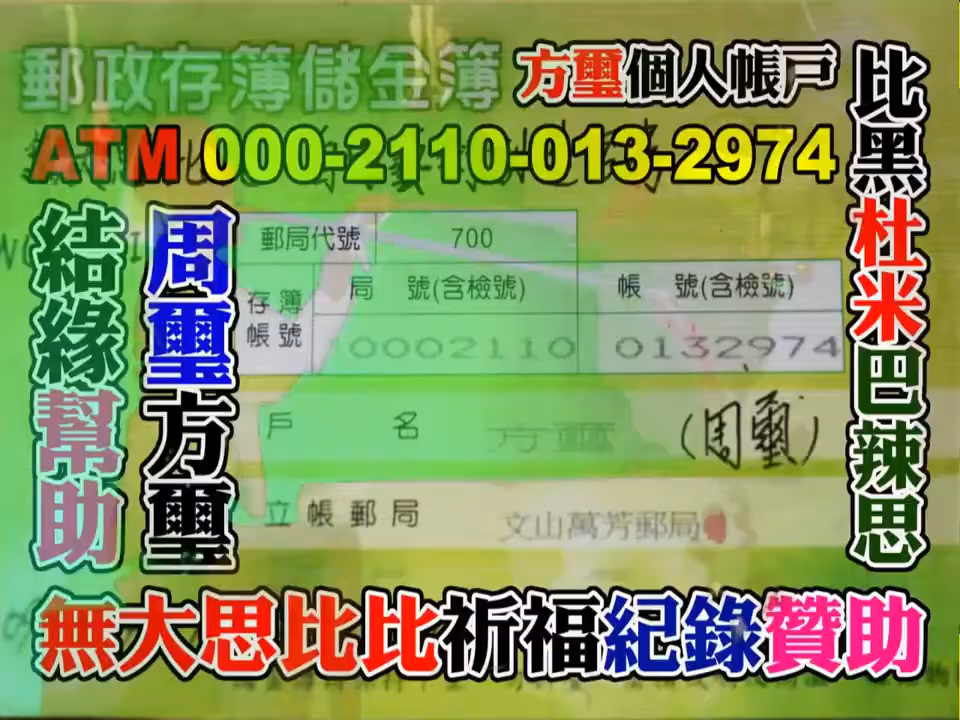 郵政存簿儲金簿
方璽個人帳戶
ATM 000-2110-013-2974
比黑杜米巴辣思
結緣幫助
周璽方璽
郵局代號 700
存簿帳號
局 號(含檢號) 帳 號(含檢號)
0002110 0132974
戶 名 方璽 (周璽)
立帳郵局 文山萬芳郵局
無大思比比祈福紀錄贊助